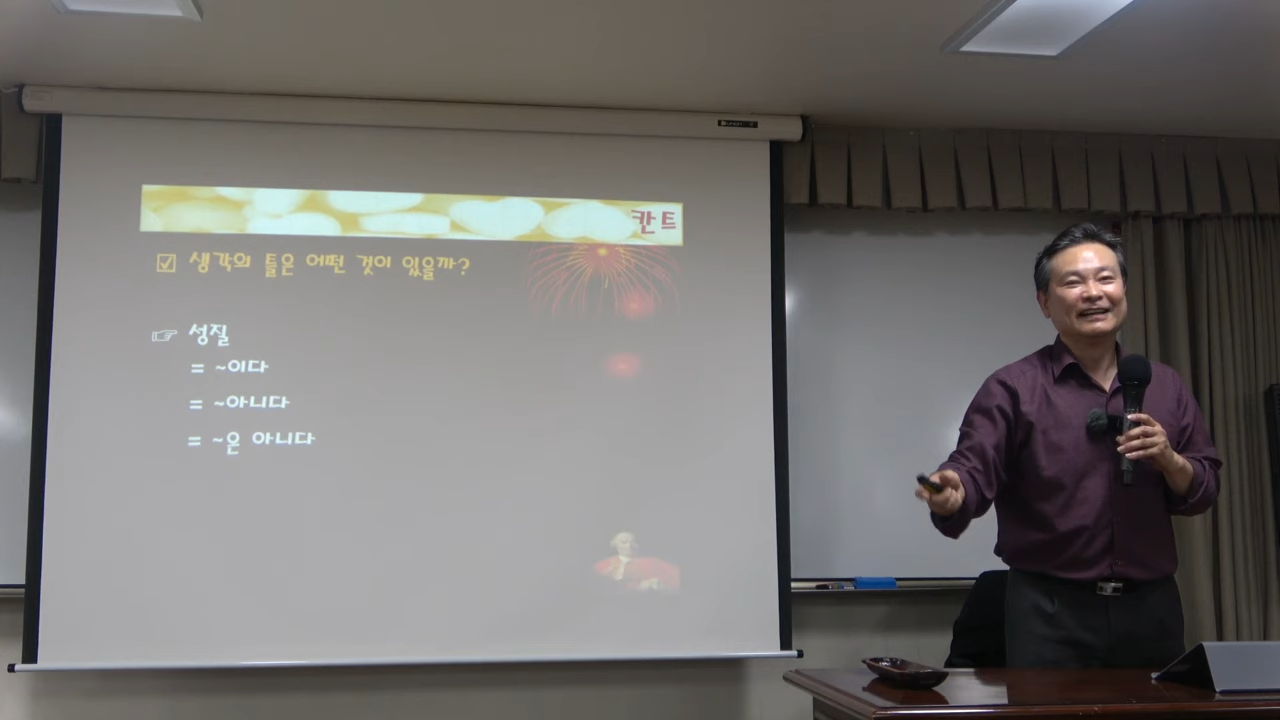 칸트
☑ 생각의 틀은 어떤 것이 있을까?
☞ 성질
= ~이다
= ~아니다
= ~은 아니다